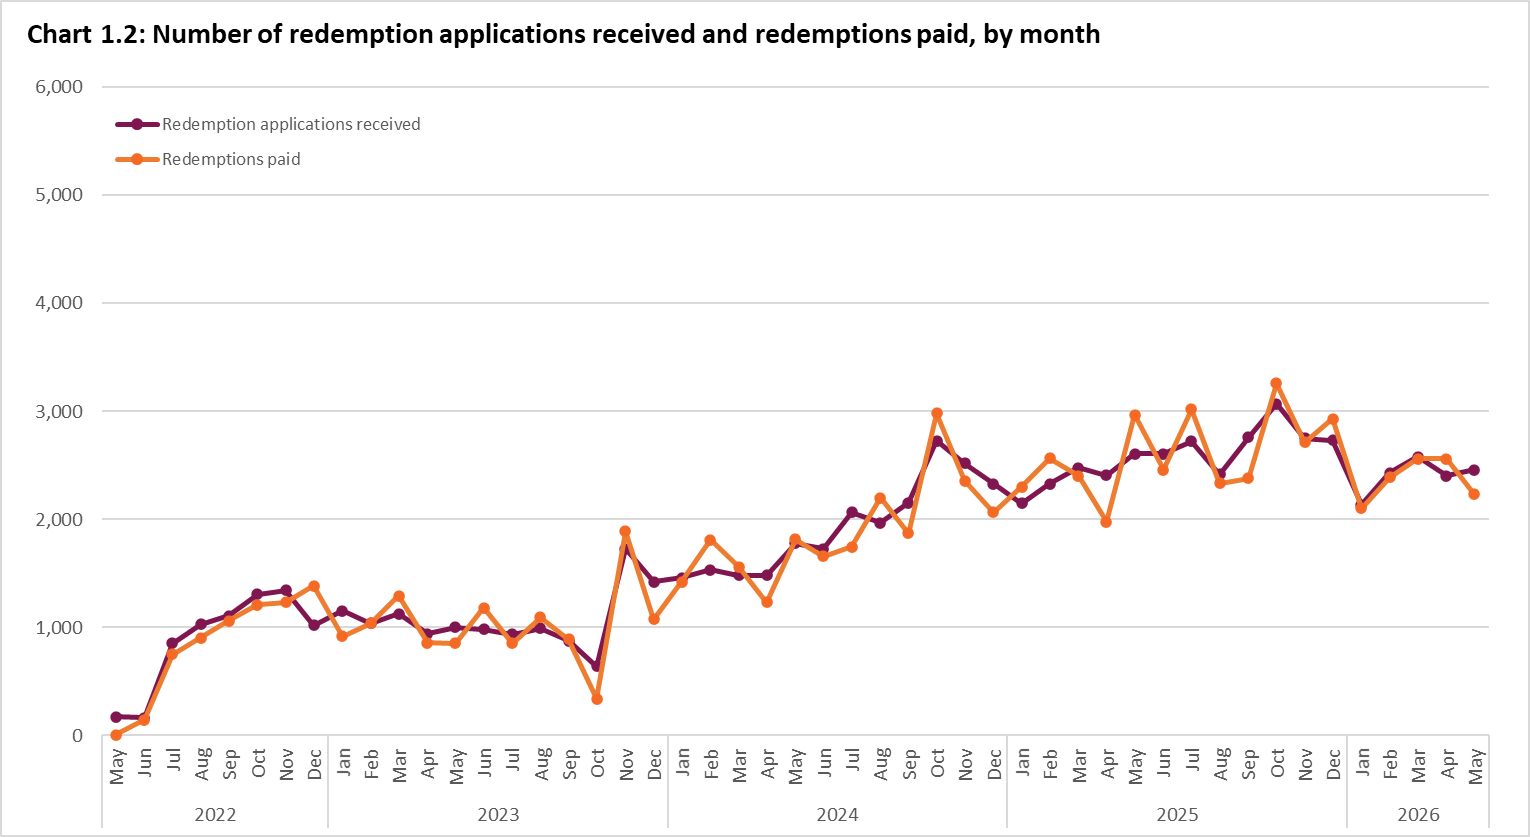 Chart 1.2: Number of redemption applications received and redemptions paid, by month
6,000
Redemption applications received
Redemptions paid
5,000
4,000
3,000
2,000
1,000
0
May Jun Jul Aug Sep Oct Nov Dec Jan Feb Mar Apr May Jun Jul Aug Sep Oct Nov Dec Jan Feb Mar Apr May Jun Jul Aug Sep Oct Nov Dec Jan Feb Mar Apr May Jun Jul Aug Sep Oct Nov Dec Jan Feb Mar Apr May
2022 2023 2024 2025 2026